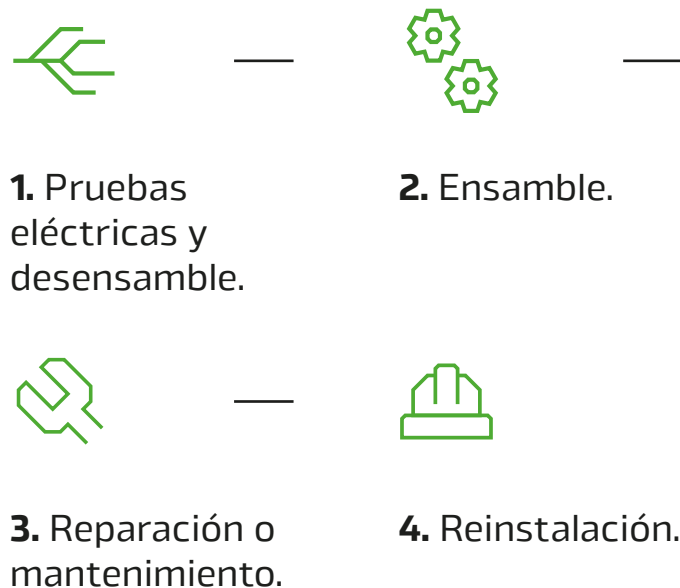 1. Pruebas
eléctricas y
desensamble.
2. Ensamble.
3. Reparación o
mantenimiento.
4. Reinstalación.